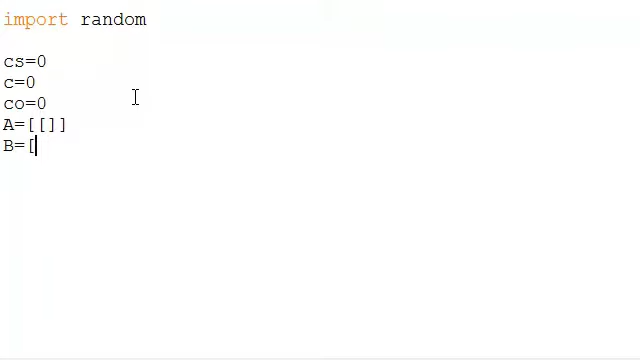 import random
cs=0
c=0
co=0
A=[[]]
B=[